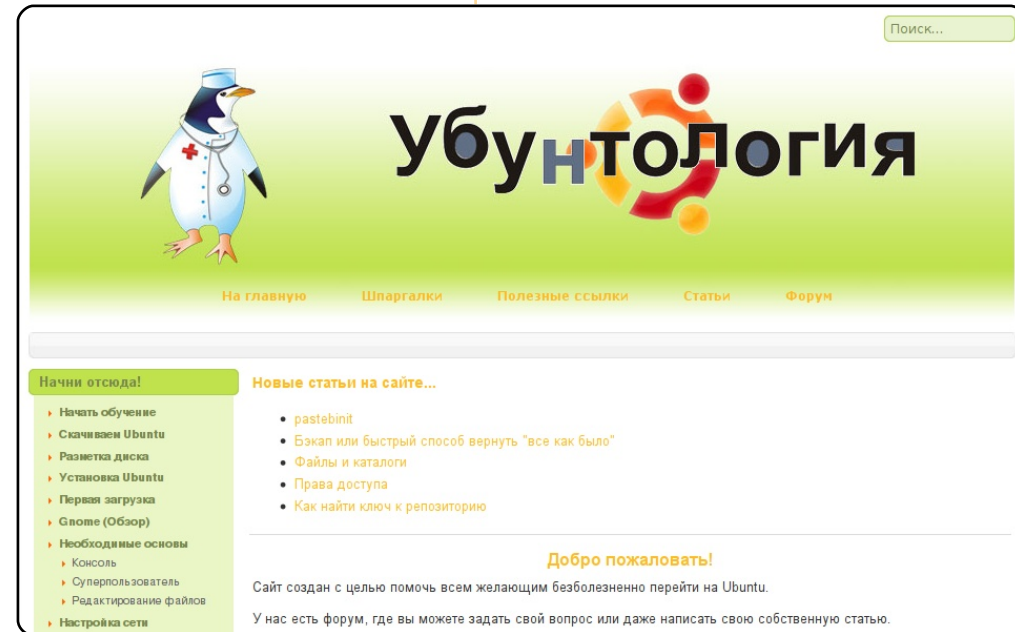 Поиск...
Убунтология
На главную Шпаргалки Полезные ссылки Статьи Форум
Начни отсюда!
Начать обучение
Скачиваем Ubuntu
Разметка диска
Установка Ubuntu
Первая загрузка
Gnome (Обзор)
Необходимые основы
Консоль
Суперпользователь
Редактирование файлов
Настройка сети
Новые статьи на сайте...
pastebinit
Бэкап или быстрый способ вернуть "все как было"
Файлы и каталоги
Права доступа
Как найти ключ к репозиторию
Добро пожаловать!
Сайт создан с целью помочь всем желающим безболезненно перейти на Ubuntu.
У нас есть форум, где вы можете задать свой вопрос или даже написать свою собственную статью.